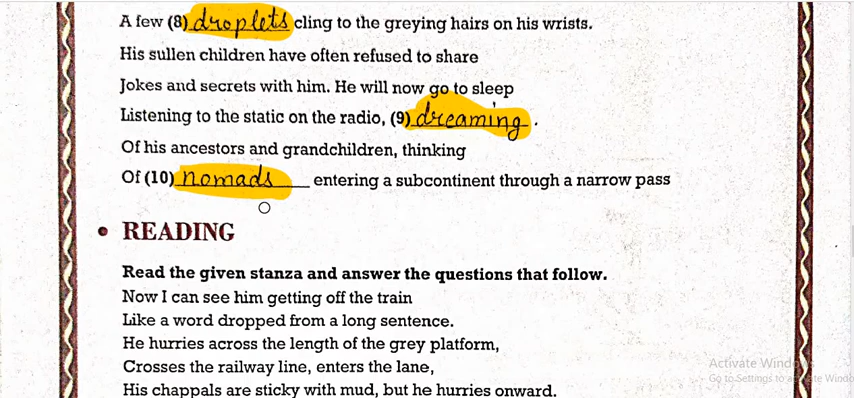 A few (8) droplets cling to the greying hairs on his wrists.
His sullen children have often refused to share
Jokes and secrets with him. He will now go to sleep
Listening to the static on the radio, (9) dreaming.
Of his ancestors and grandchildren, thinking
Of (10) nomads entering a subcontinent through a narrow pass
• READING
Read the given stanza and answer the questions that follow.
Now I can see him getting off the train
Like a word dropped from a long sentence.
He hurries across the length of the grey platform,
Crosses the railway line, enters the lane,
His chappals are sticky with mud, but he hurries onward.
Activate Windows
Go to Settings to activate Windo